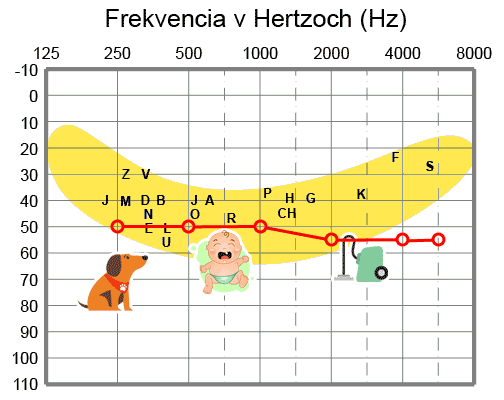 Frekvencia v Hertzoch (Hz)
125 250 500 1000 2000 4000 8000
-10
0
10
20
F
30 Z V S
40 J M D B J A P H G K
N O CH
50 E L R
60 U
70
80
90
100
110